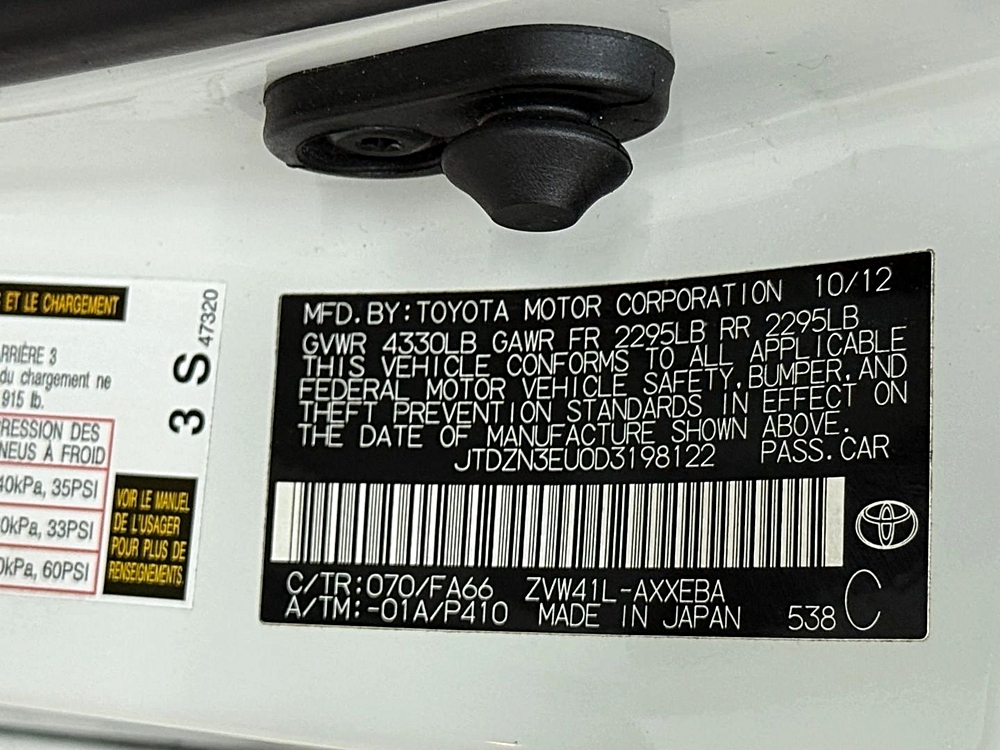 ET LE CHARGEMENT
3 S 47320
ARRIÈRE 3
du chargement ne
915 lb.
PRESSION DES
PNEUS À FROID
40kPa, 35PSI
0kPa, 33PSI
0kPa, 60PSI
VOIR LE MANUEL
DE L'USAGER
POUR PLUS DE
RENSEIGNEMENTS.
MFD. BY: TOYOTA MOTOR CORPORATION 10/12
GVWR 4330LB GAWR FR 2295LB RR 2295LB
THIS VEHICLE CONFORMS TO ALL APPLICABLE
FEDERAL MOTOR VEHICLE SAFETY, BUMPER, AND
THEFT PREVENTION STANDARDS IN EFFECT ON
THE DATE OF MANUFACTURE SHOWN ABOVE.
JTDZN3EU0D3198122 PASS. CAR
C/TR: 070/FA66 ZVW41L-AXXEBA
A/TM: -01A/P410 MADE IN JAPAN 538 C